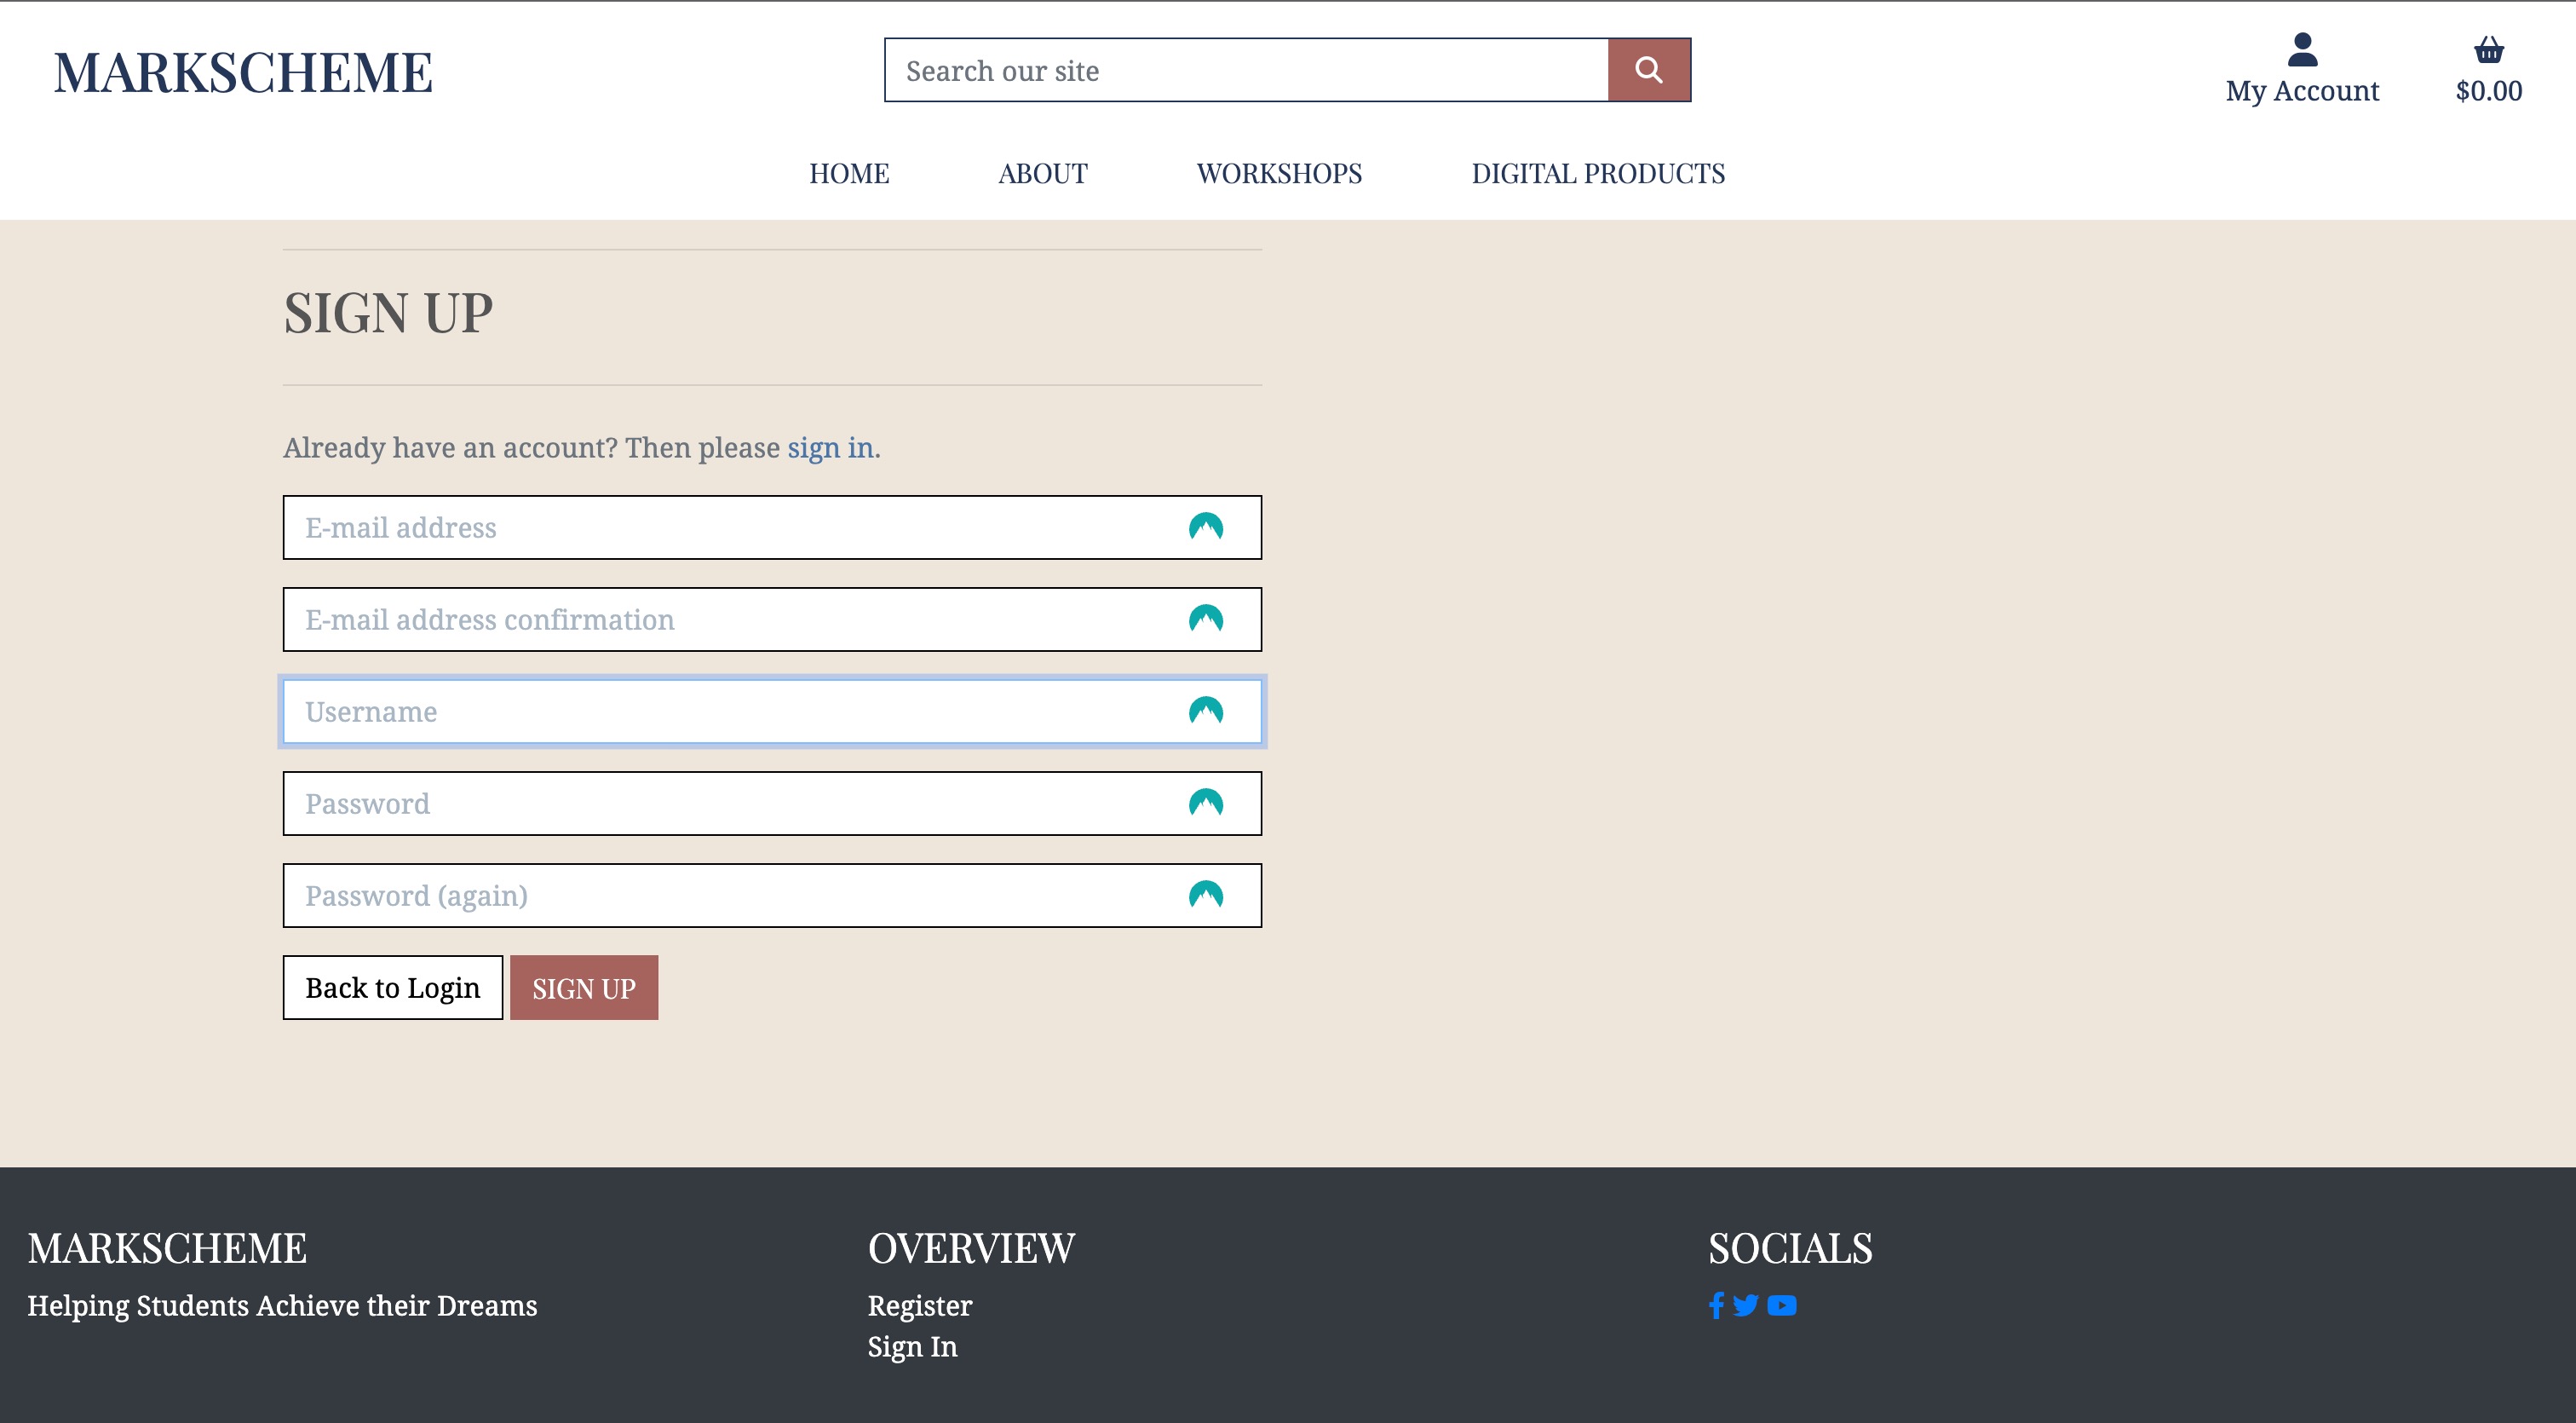 MARKSCHEME
Search our site
My Account
$0.00
HOME
ABOUT
WORKSHOPS
DIGITAL PRODUCTS
SIGN UP
Already have an account? Then please sign in.
E-mail address
E-mail address confirmation
Username
Password
Password (again)
Back to Login
SIGN UP
MARKSCHEME
Helping Students Achieve their Dreams
OVERVIEW
Register
Sign In
SOCIALS